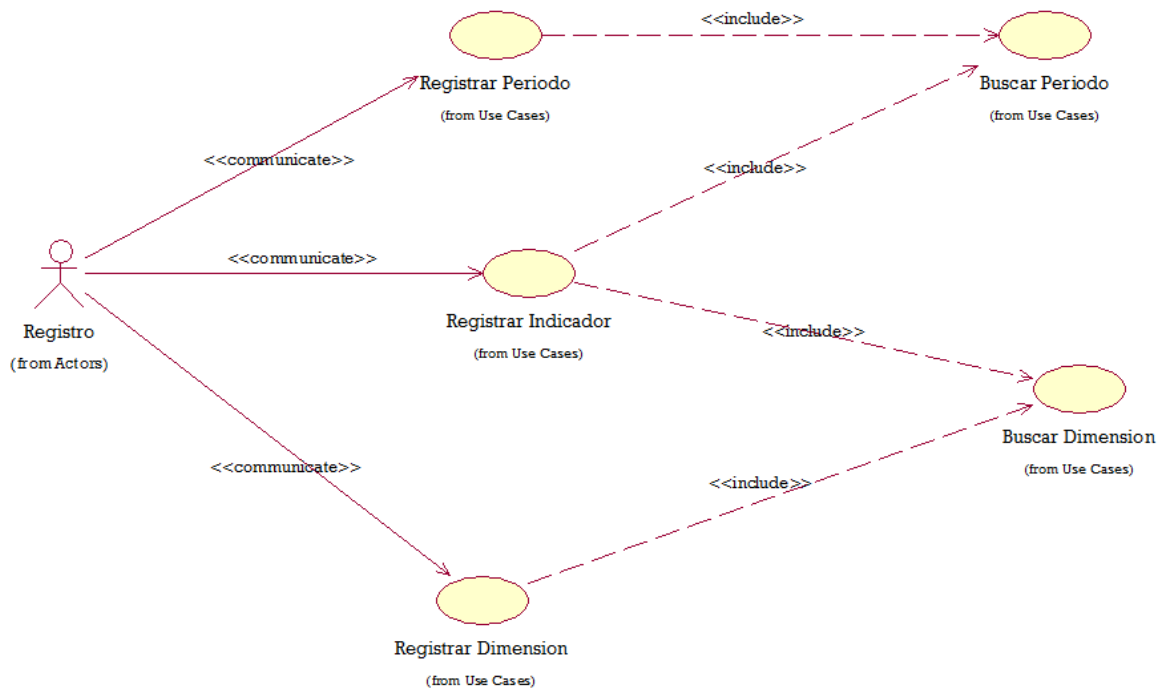 <<include>>
Registrar Periodo
(from Use Cases)
Buscar Periodo
(from Use Cases)
<<communicate>>
<<include>>
<<communicate>>
Registro
(from Actors)
Registrar Indicador
(from Use Cases)
<<include>>
Buscar Dimension
(from Use Cases)
<<communicate>>
<<include>>
Registrar Dimension
(from Use Cases)